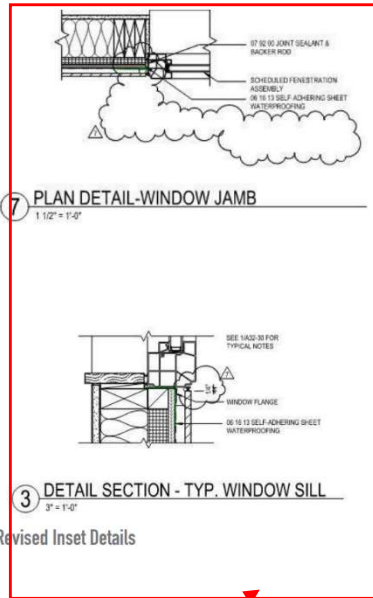 07 92 00 JOINT SEALANT &
BACKER ROD
SCHEDULED FENESTRATION
ASSEMBLY
06 16 13 SELF-ADHERING SHEET
WATERPROOFING
7
PLAN DETAIL-WINDOW JAMB
1 1/2" = 1'-0"
SEE 1/A32-30 FOR
TYPICAL NOTES
WINDOW FLANGE
06 16 13 SELF-ADHERING SHEET
WATERPROOFING
3
DETAIL SECTION - TYP. WINDOW SILL
3" = 1'-0"
Revised Inset Details